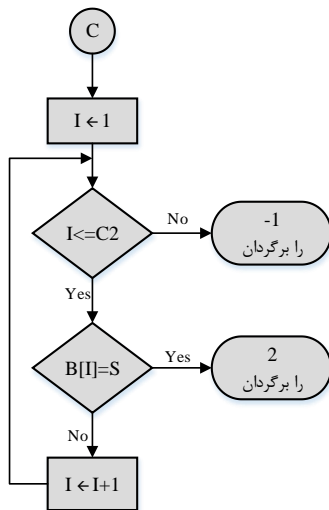 C
I ← 1
I<=C2
No
-1
را برگردان
Yes
B[I]=S
Yes
2
را برگردان
No
I ← I+1